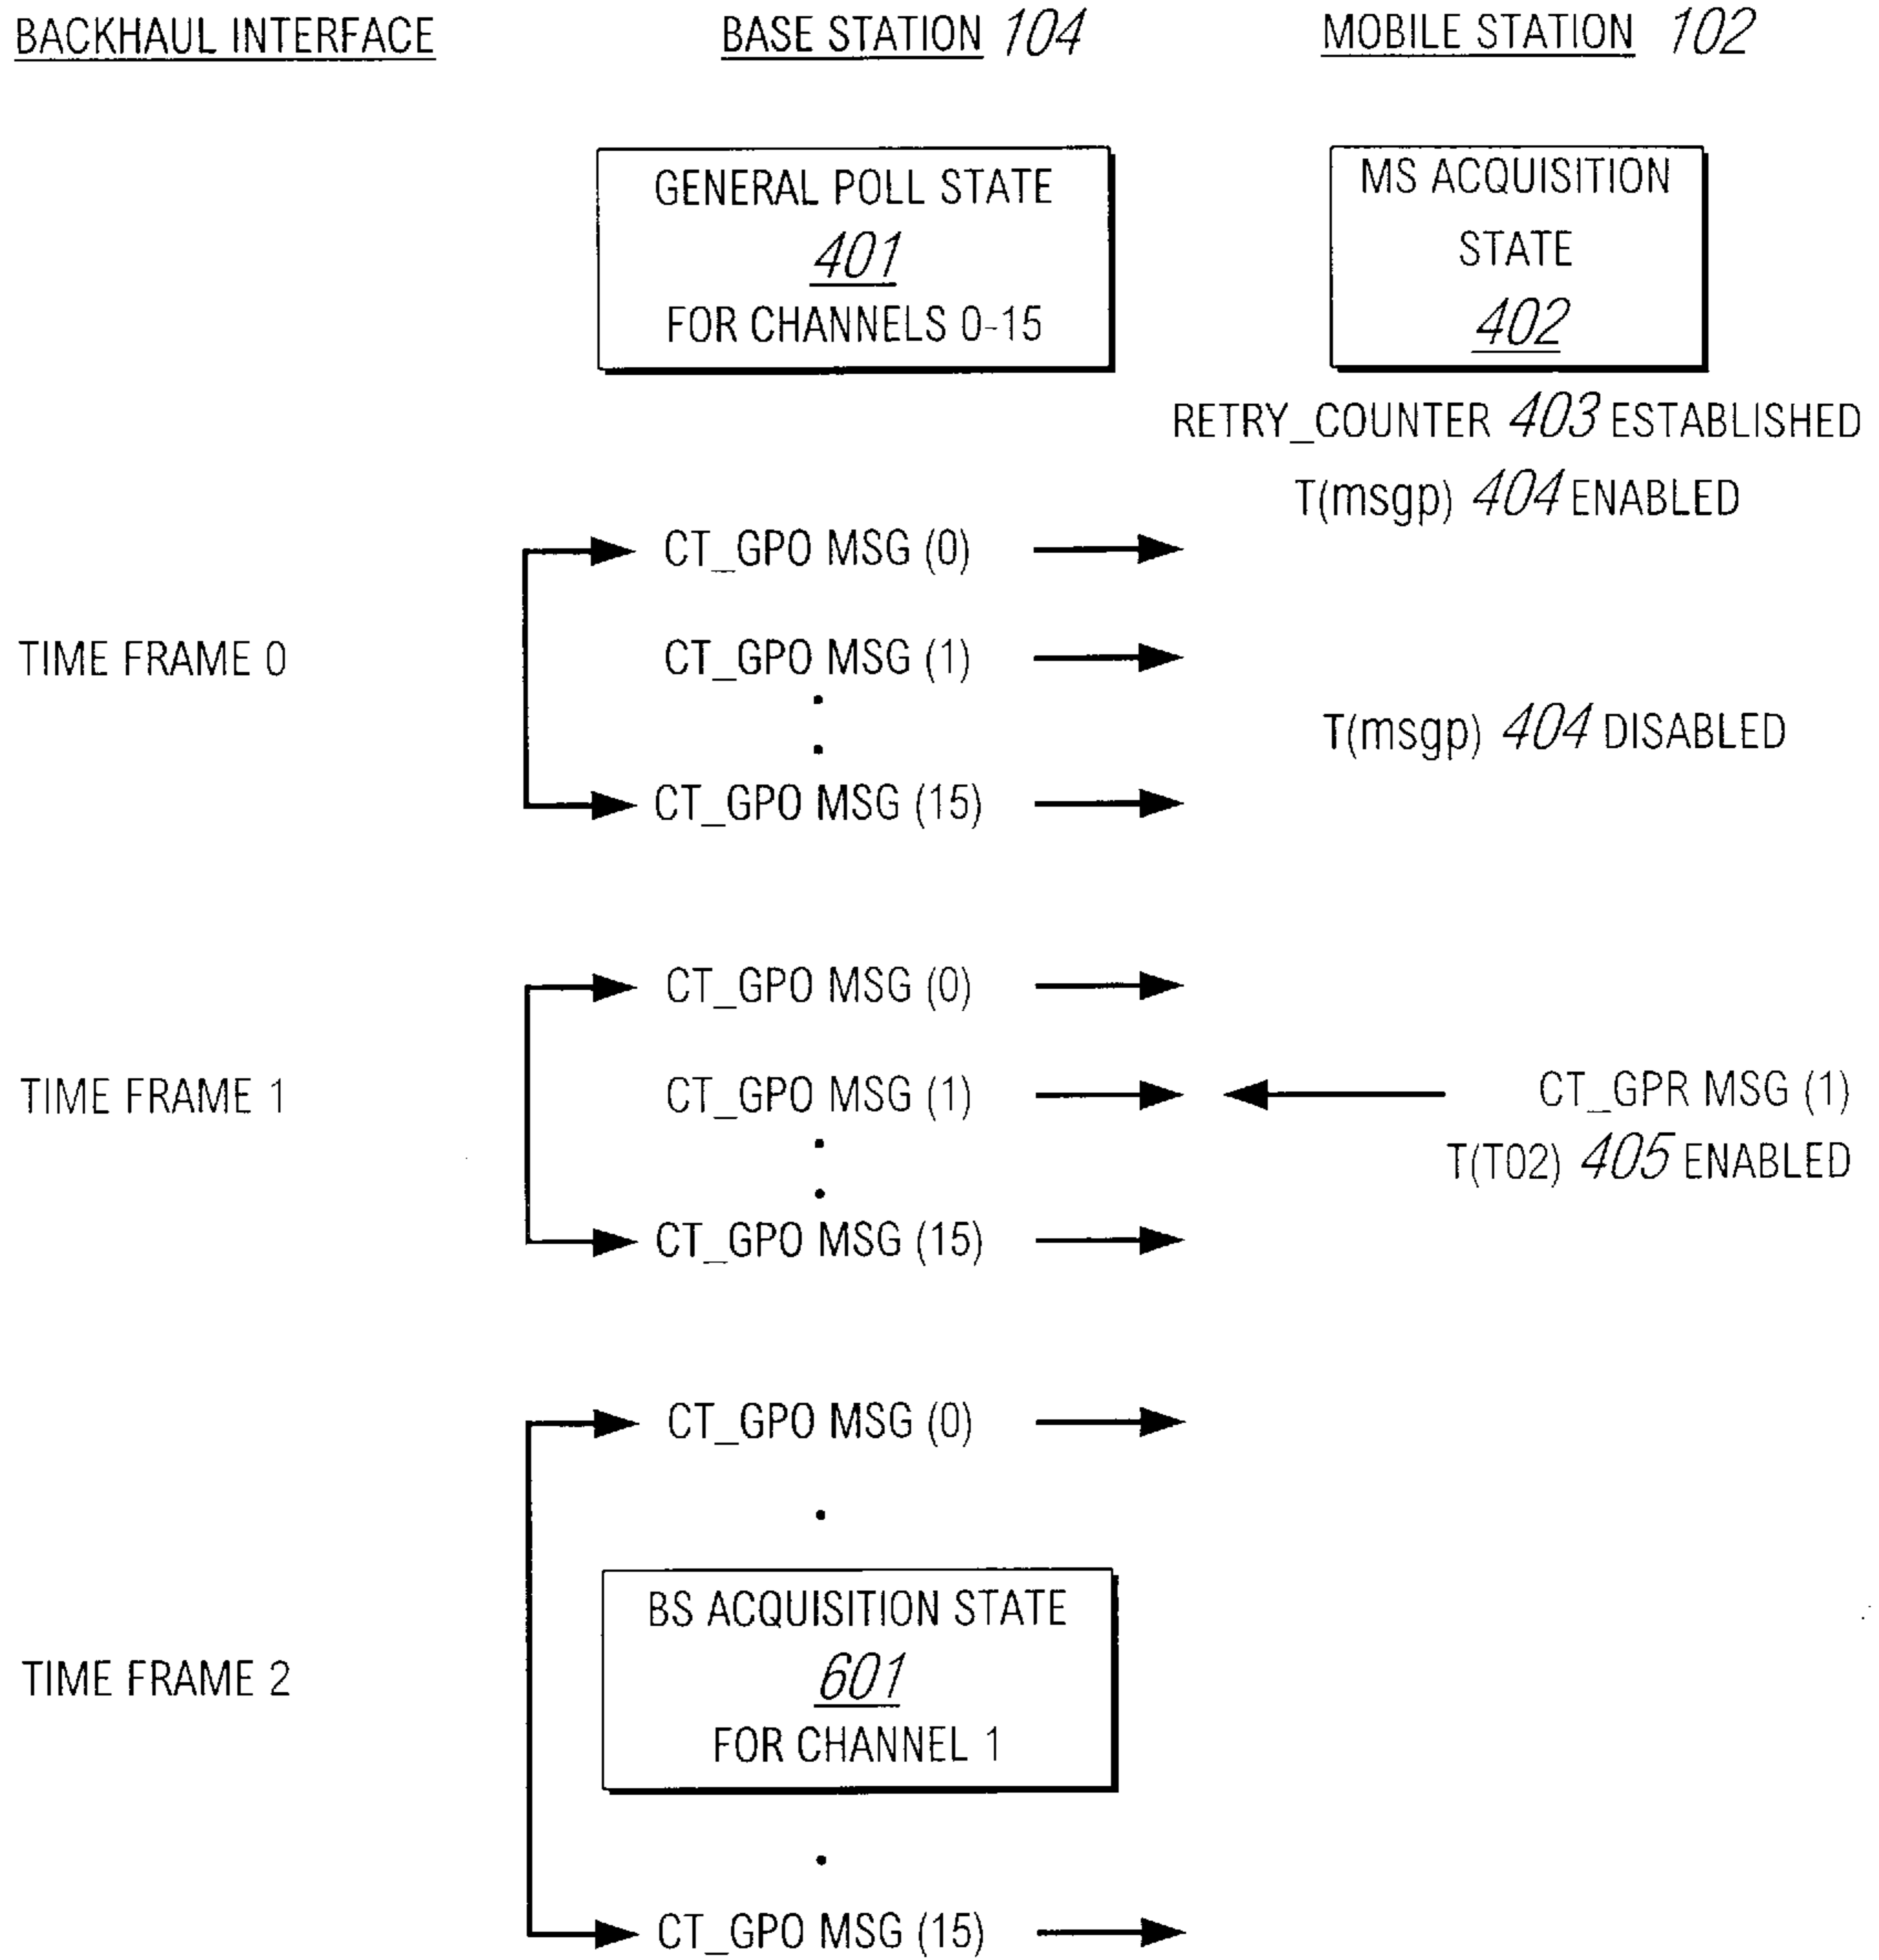 BACKHAUL INTERFACE
BASE STATION 104
MOBILE STATION 102
GENERAL POLL STATE
401
FOR CHANNELS 0-15
MS ACQUISITION
STATE
402
RETRY_COUNTER 403 ESTABLISHED
T(msgp) 404 ENABLED
CT_GPO MSG (0)
TIME FRAME 0
CT_GPO MSG (1)
T(msgp) 404 DISABLED
CT_GPO MSG (15)
CT_GPO MSG (0)
TIME FRAME 1
CT_GPO MSG (1)
CT_GPR MSG (1)
T(T02) 405 ENABLED
CT_GPO MSG (15)
CT_GPO MSG (0)
TIME FRAME 2
BS ACQUISITION STATE
601
FOR CHANNEL 1
CT_GPO MSG (15)